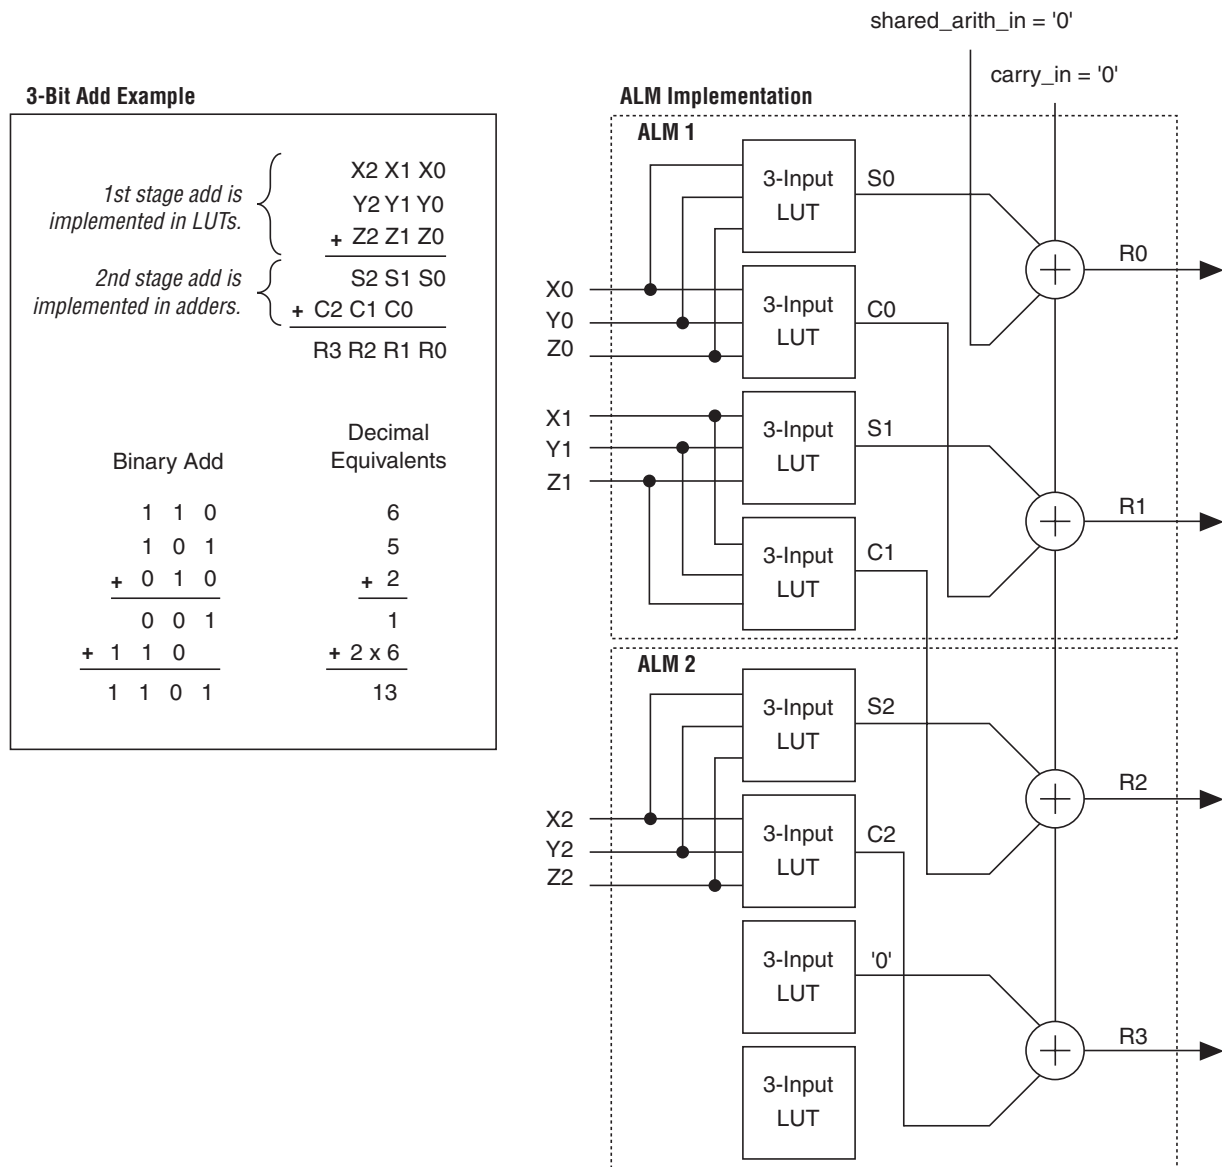 shared_arith_in = '0'
carry_in = '0'
3-Bit Add Example
1st stage add is
implemented in LUTs.
X2 X1 X0
Y2 Y1 Y0
+ Z2 Z1 Z0
2nd stage add is
implemented in adders.
S2 S1 S0
+ C2 C1 C0
R3 R2 R1 R0
Binary Add
1 1 0
1 0 1
+ 0 1 0
0 0 1
+ 1 1 0
1 1 0 1
Decimal
Equivalents
6
5
+ 2
1
+ 2 x 6
13
ALM Implementation
ALM 1
3-Input
LUT
S0
R0
X0
Y0
Z0
3-Input
LUT
C0
X1
Y1
Z1
3-Input
LUT
S1
R1
3-Input
LUT
C1
ALM 2
3-Input
LUT
S2
R2
X2
Y2
Z2
3-Input
LUT
C2
3-Input
LUT
'0'
R3
3-Input
LUT